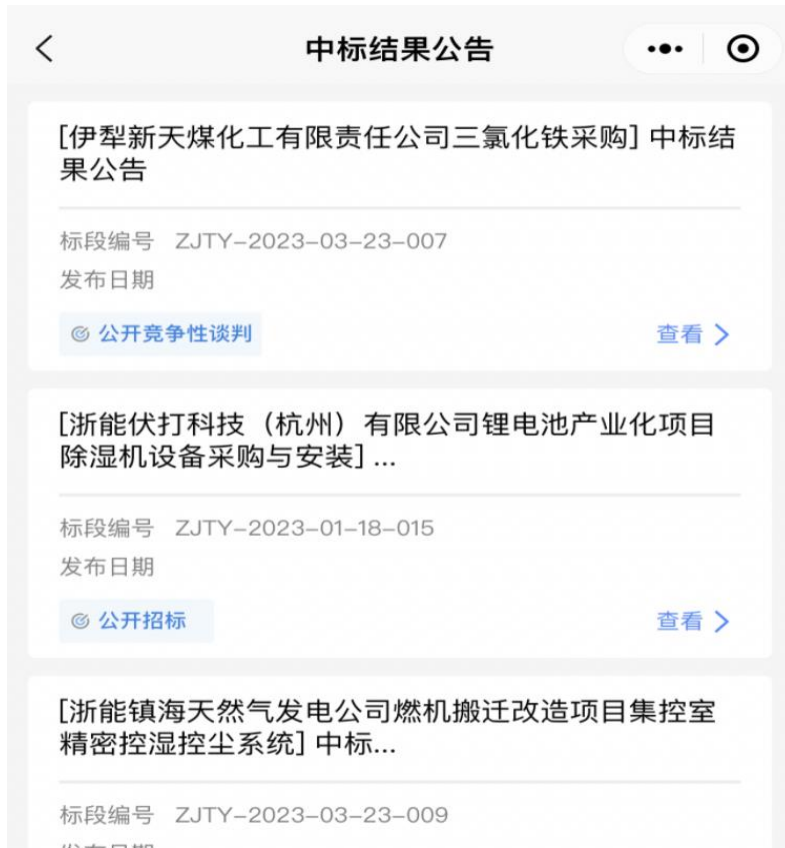 中标结果公告
[伊犁新天煤化工有限责任公司三氯化铁采购] 中标结
果公告
标段编号 ZJTY-2023-03-23-007
发布日期
公开竞争性谈判
查看
[浙能伏打科技（杭州）有限公司锂电池产业化项目
除湿机设备采购与安装] ...
标段编号 ZJTY-2023-01-18-015
发布日期
公开招标
查看
[浙能镇海天然气发电公司燃机搬迁改造项目集控室
精密控湿控尘系统] 中标...
标段编号 ZJTY-2023-03-23-009
发布日期